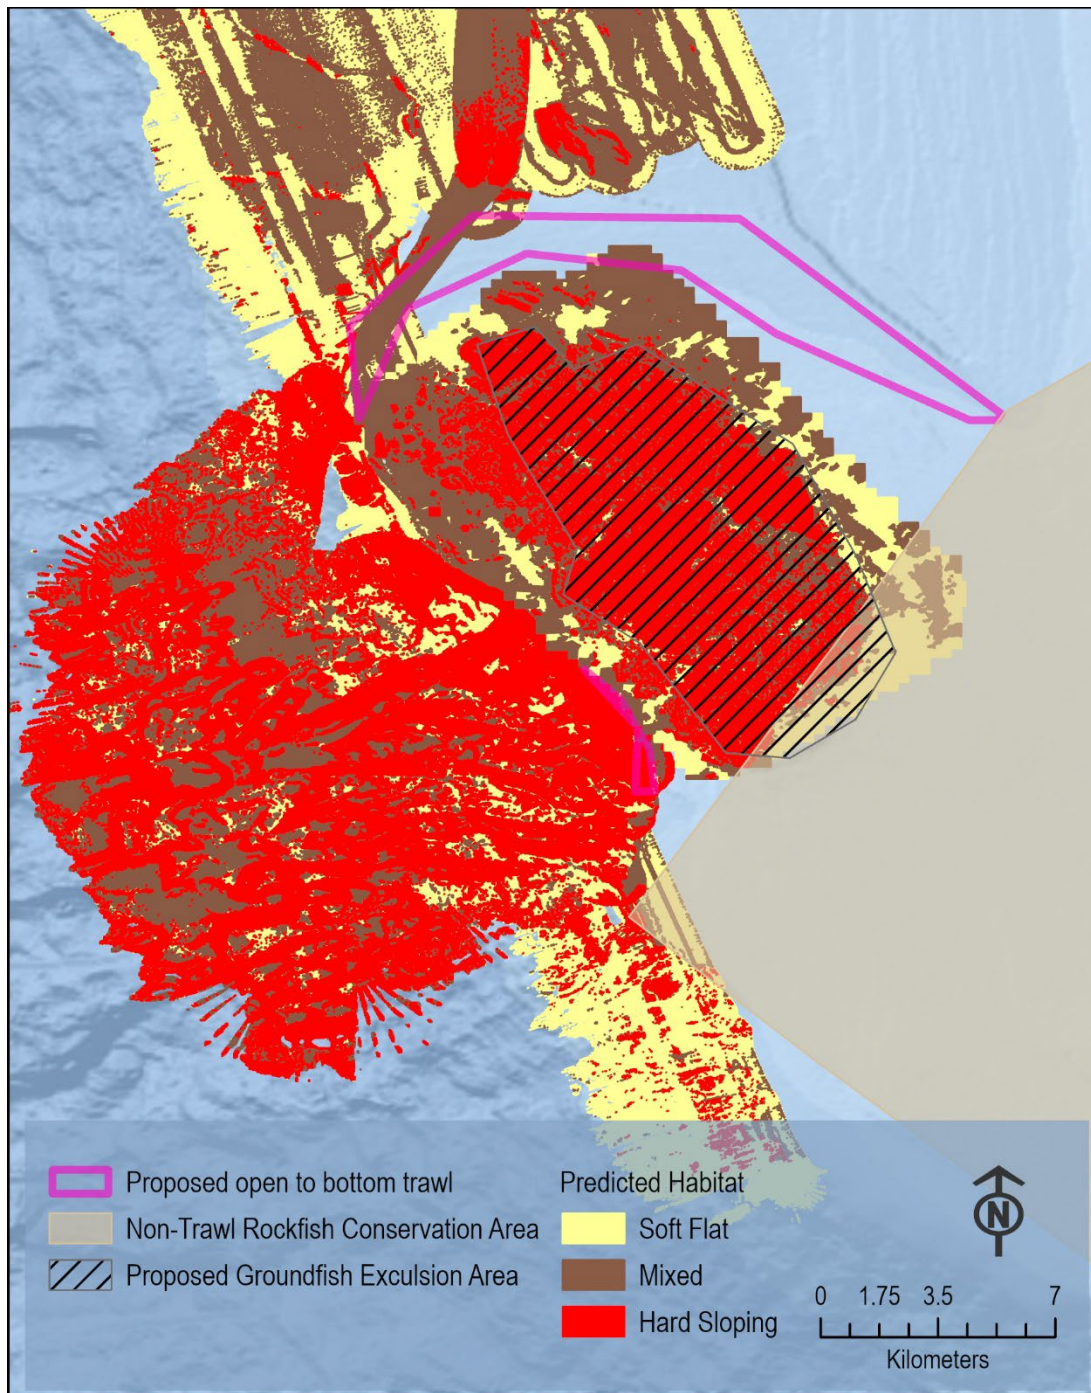 Proposed open to bottom trawl
Non-Trawl Rockfish Conservation Area
Proposed Groundfish Exculsion Area
Predicted Habitat
Soft Flat
Mixed
Hard Sloping
N
0 1.75 3.5 7
Kilometers